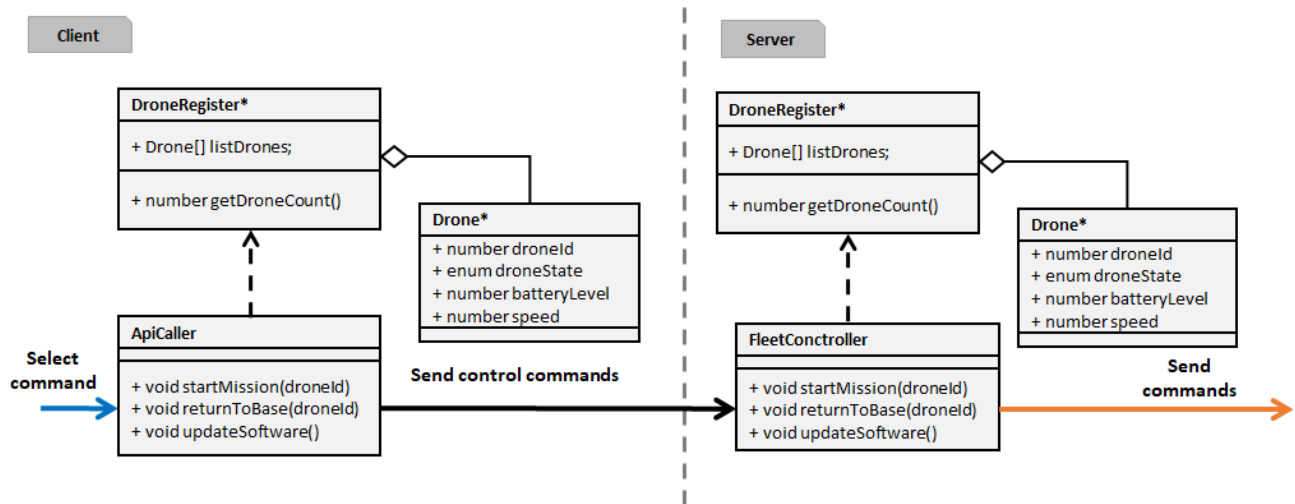 Client
DroneRegister*
+ Drone[] listDrones;
+ number getDroneCount()
Drone*
+ number droneId
+ enum droneState
+ number batteryLevel
+ number speed
ApiCaller
+ void startMission(droneId)
+ void returnToBase(droneId)
+ void updateSoftware()
Select
command
Send control commands
Server
DroneRegister*
+ Drone[] listDrones;
+ number getDroneCount()
Drone*
+ number droneId
+ enum droneState
+ number batteryLevel
+ number speed
FleetConctroller
+ void startMission(droneId)
+ void returnToBase(droneId)
+ void updateSoftware()
Send
commands